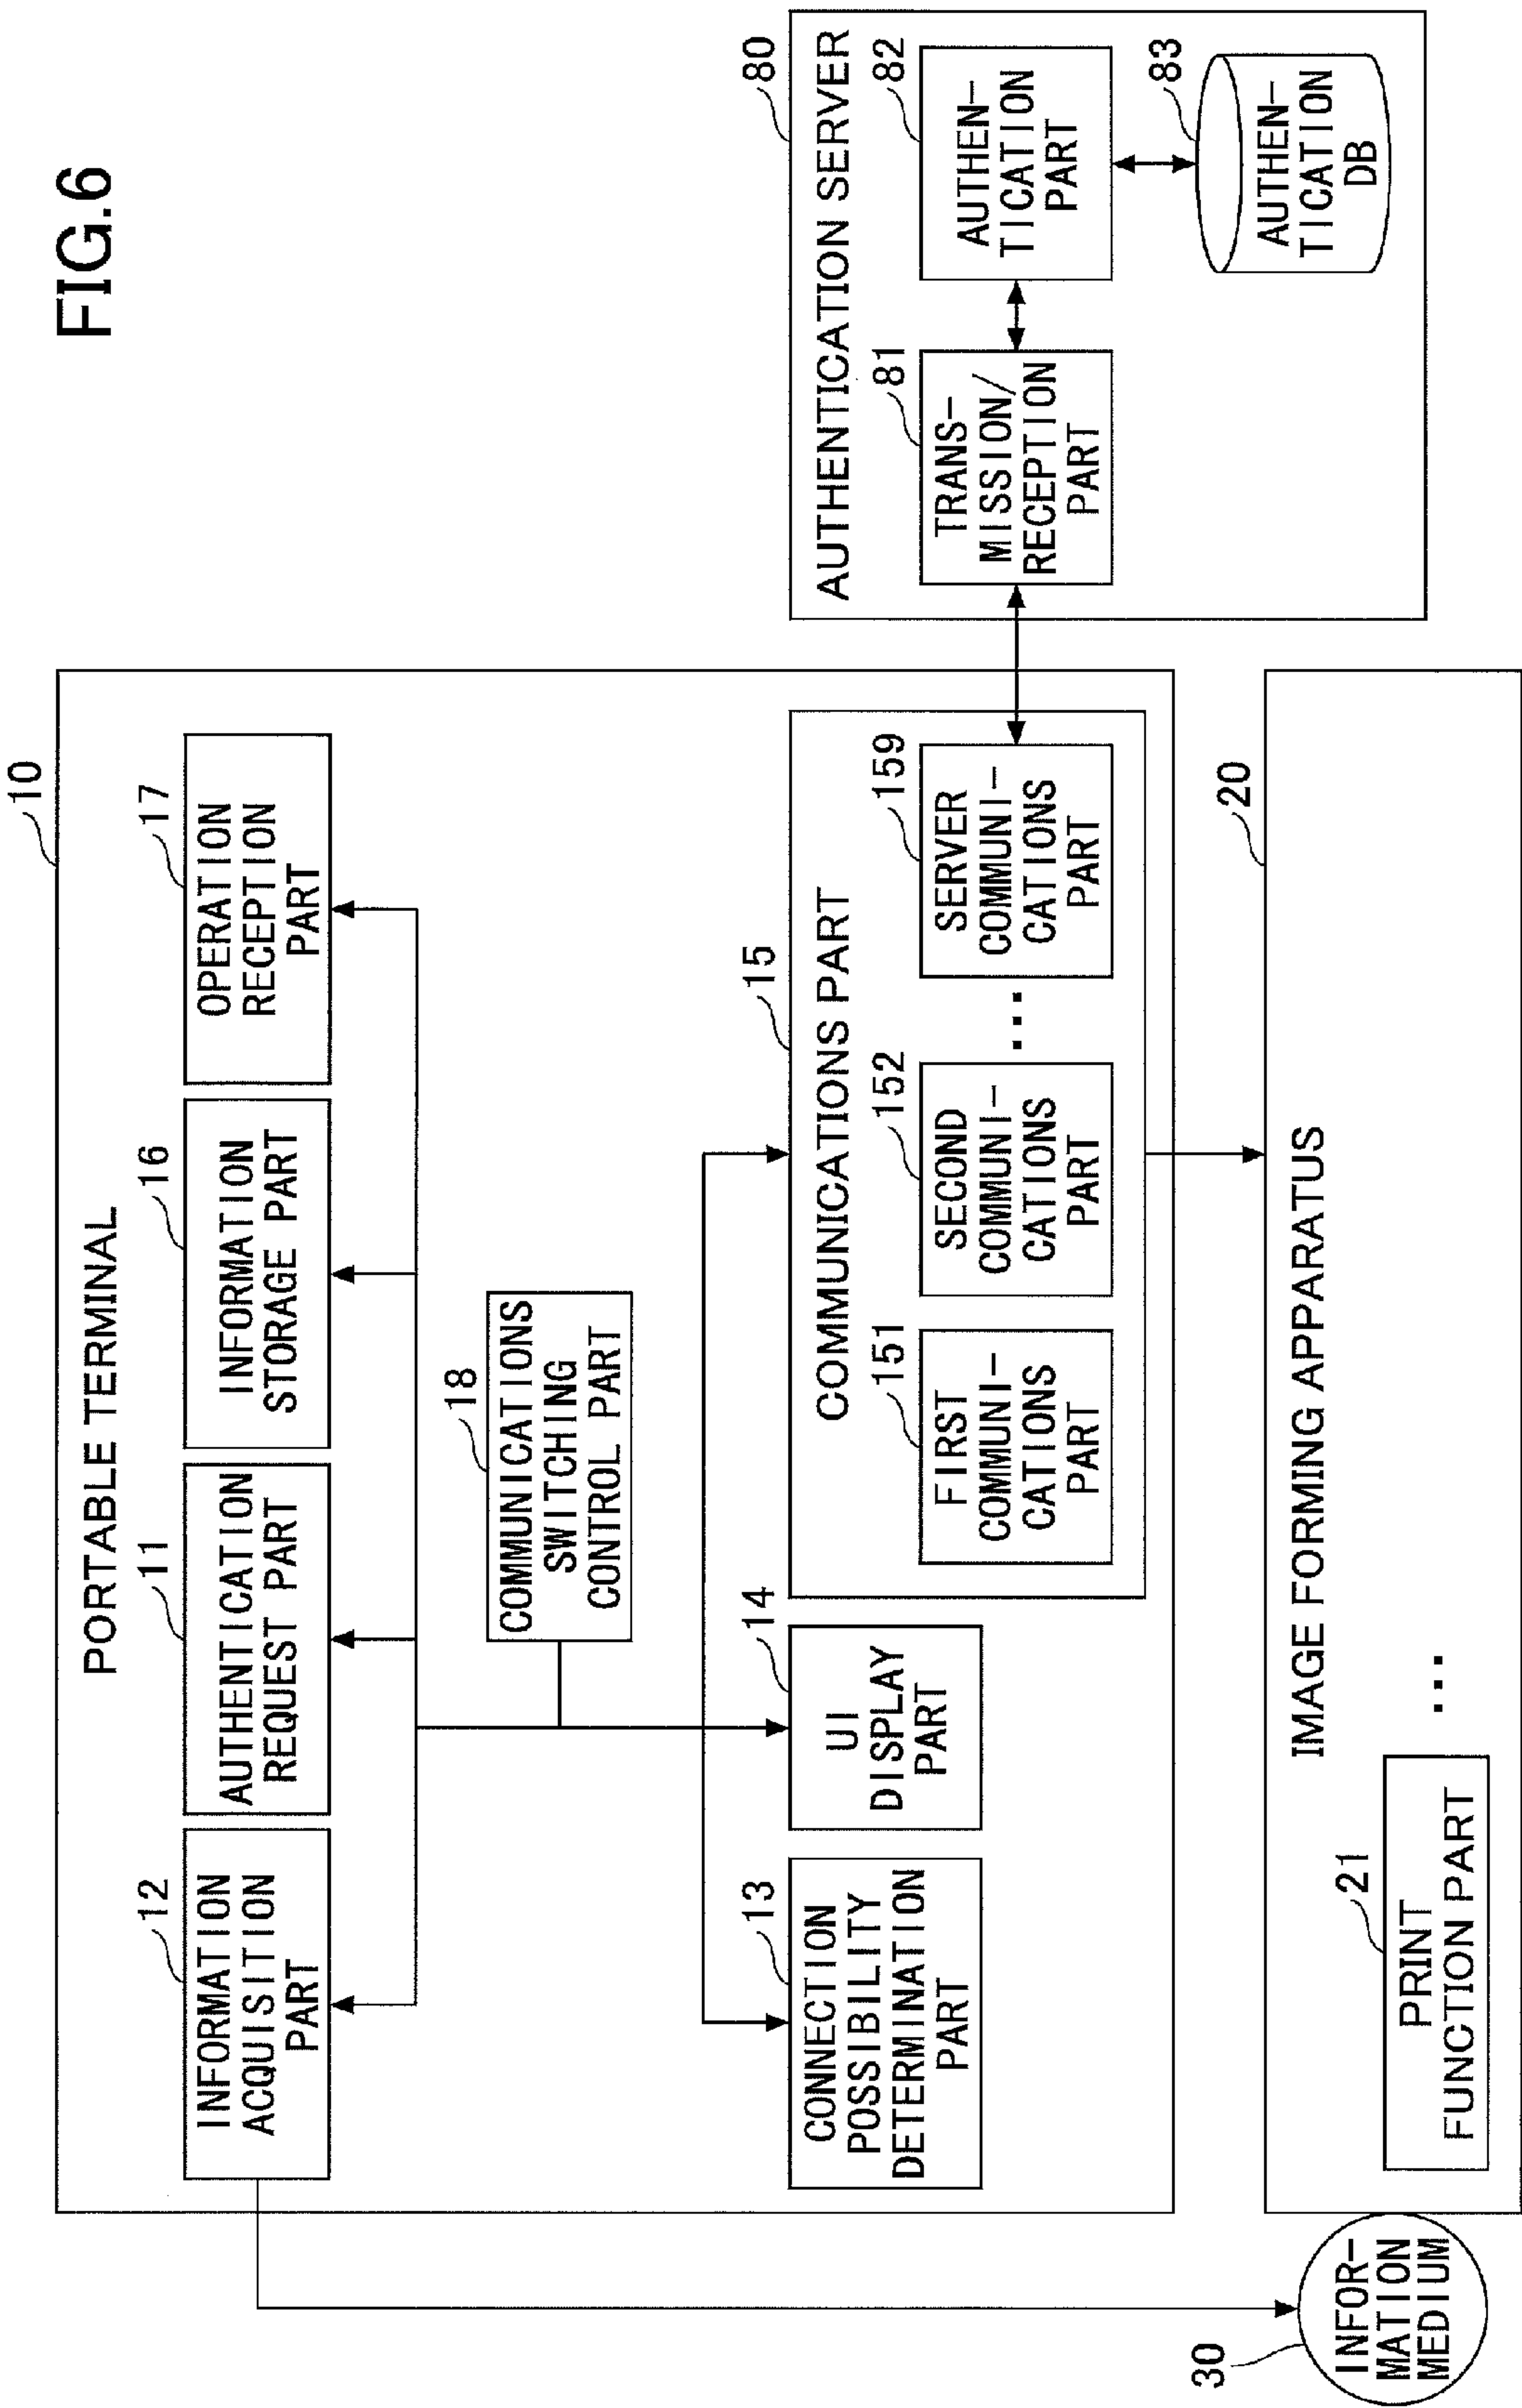 FIG.6
10
PORTABLE TERMINAL
12
INFORMATION
ACQUISITION
PART
11
AUTHENTICATION
REQUEST PART
16
INFORMATION
STORAGE PART
17
OPERATION
RECEPTION
PART
18
COMMUNICATIONS
SWITCHING
CONTROL PART
13
CONNECTION
POSSIBILITY
DETERMINATION
PART
14
UI
DISPLAY
PART
15
COMMUNICATIONS PART
151
FIRST
COMMUNI-
CATIONS
PART
152
SECOND
COMMUNI-
CATIONS
PART
...
159
SERVER
COMMUNI-
CATIONS
PART
80
AUTHENTICATION SERVER
81
TRANS-
MISSION/
RECEPTION
PART
82
AUTHEN-
TICATION
PART
83
AUTHEN-
TICATION
DB
20
IMAGE FORMING APPARATUS
21
PRINT
FUNCTION PART
...
30
INFOR-
MATION
MEDIUM